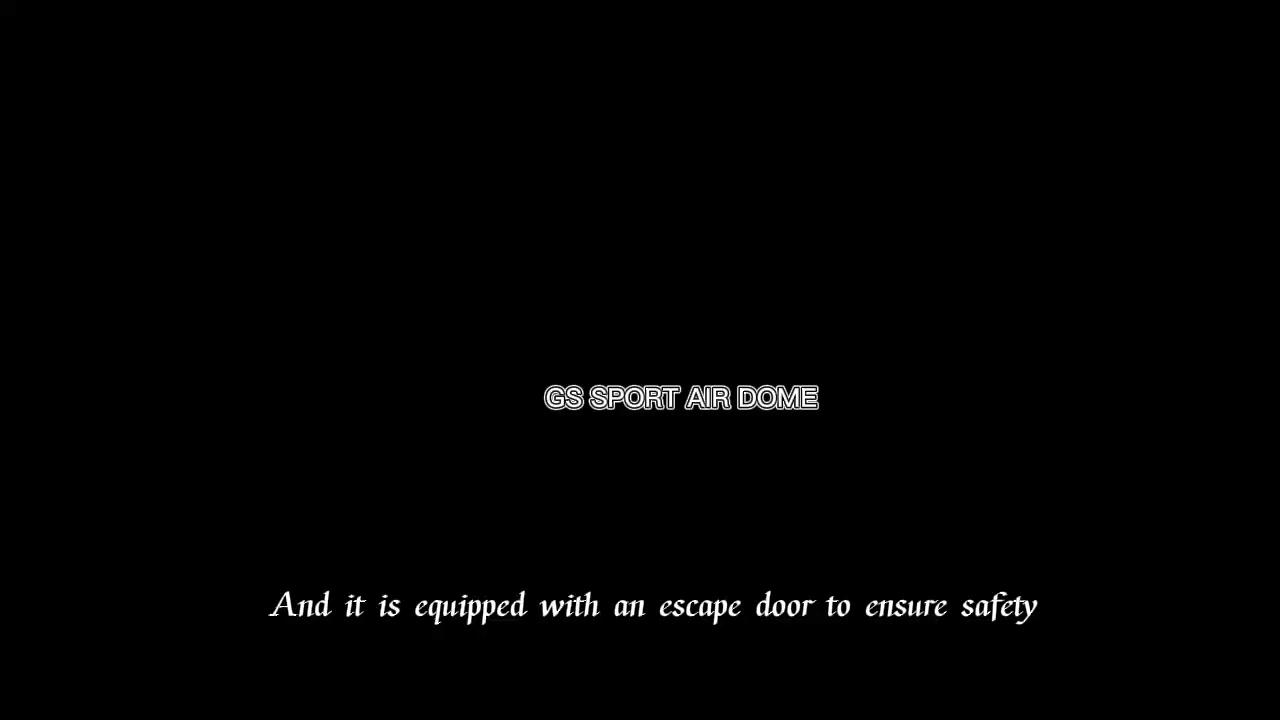 GS SPORT AIR DOME
And it is equipped with an escape door to ensure safety